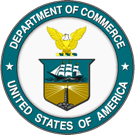 DEPARTMENT OF COMMERCE
UNITED STATES OF AMERICA